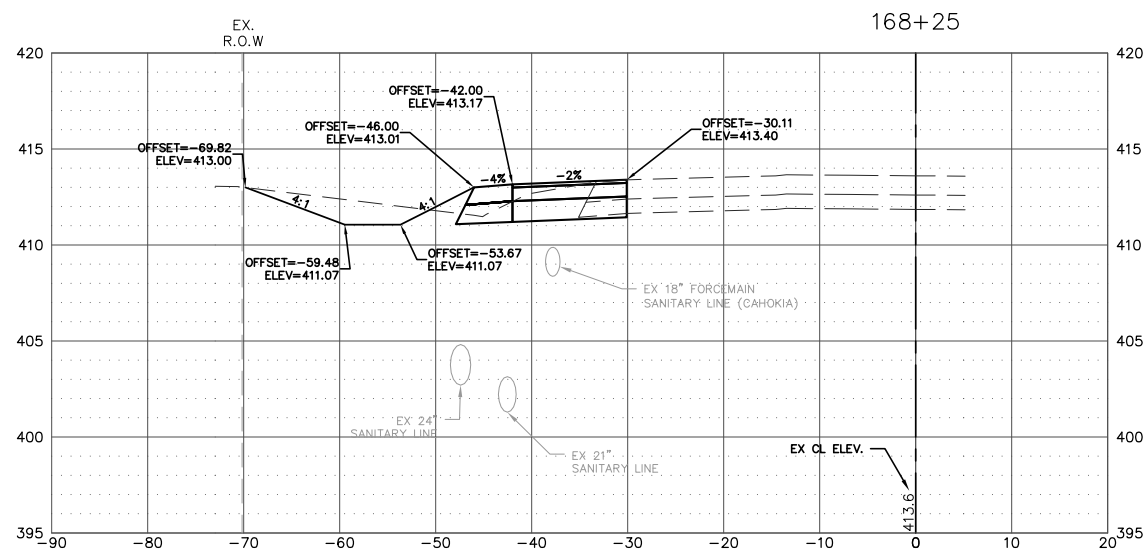 EX.
R.O.W
168+25
420
420
OFFSET=-42.00
ELEV=413.17
OFFSET=-46.00
ELEV=413.01
OFFSET=-30.11
ELEV=413.40
OFFSET=-69.82
ELEV=413.00
415
415
-4%
-2%
4:1
4:1
OFFSET=-59.48
ELEV=411.07
OFFSET=-53.67
ELEV=411.07
410
410
EX 18" FORCEMAIN
SANITARY LINE (CAHOKIA)
405
405
EX 24"
SANITARY LINE
EX 21"
SANITARY LINE
400
400
EX CL ELEV.
413.6
395
395
-90
-80
-70
-60
-50
-40
-30
-20
-10
0
10
20